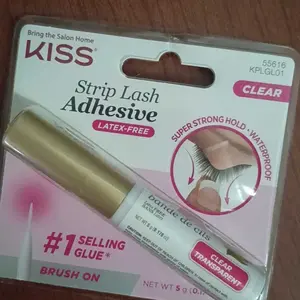 Bring the Salon Home
KISS
55616
KPLGL01
CLEAR
Strip Lash
Adhesive
LATEX-FREE
SUPER STRONG HOLD • WATERPROOF
bande de cils
CLEAR
TRANSPARENT
#1 SELLING
GLUE
BRUSH ON
NET WT 5 g